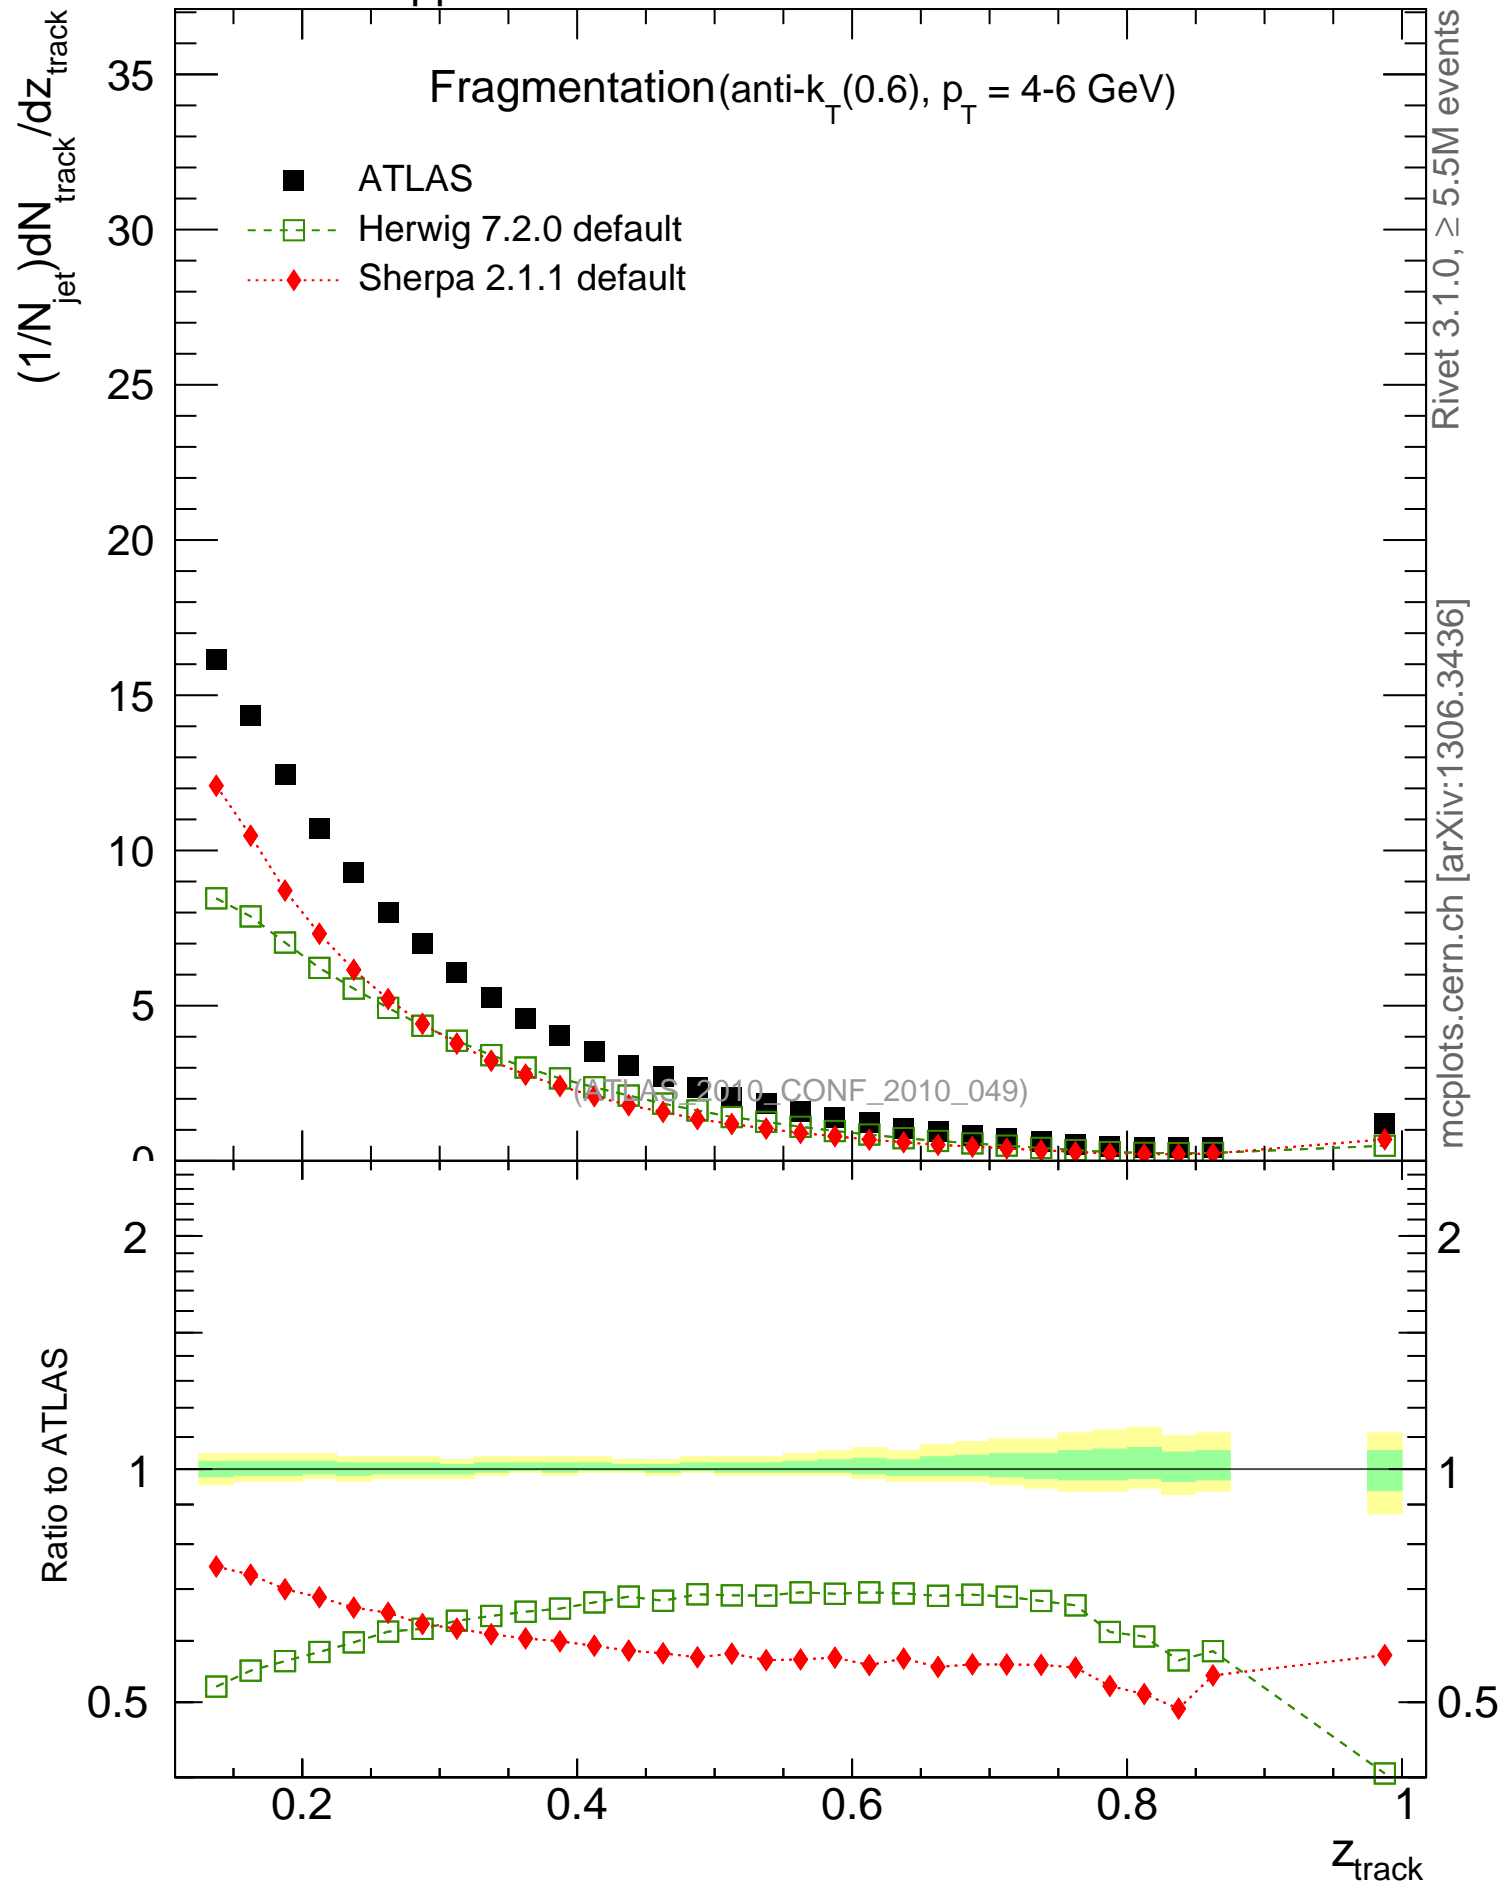 (1/N_jet)dN_track/dz_track
Fragmentation (anti-k_T(0.6), p_T = 4-6 GeV)
ATLAS
Herwig 7.2.0 default
Sherpa 2.1.1 default
35
30
25
20
15
10
5
0
(ATLAS_2010_CONF_2010_049)
Rivet 3.1.0, ≥ 5.5M events
mcplots.cern.ch [arXiv:1306.3436]
Ratio to ATLAS
2
1
0.5
2
1
0.5
0.2
0.4
0.6
0.8
1
z_track